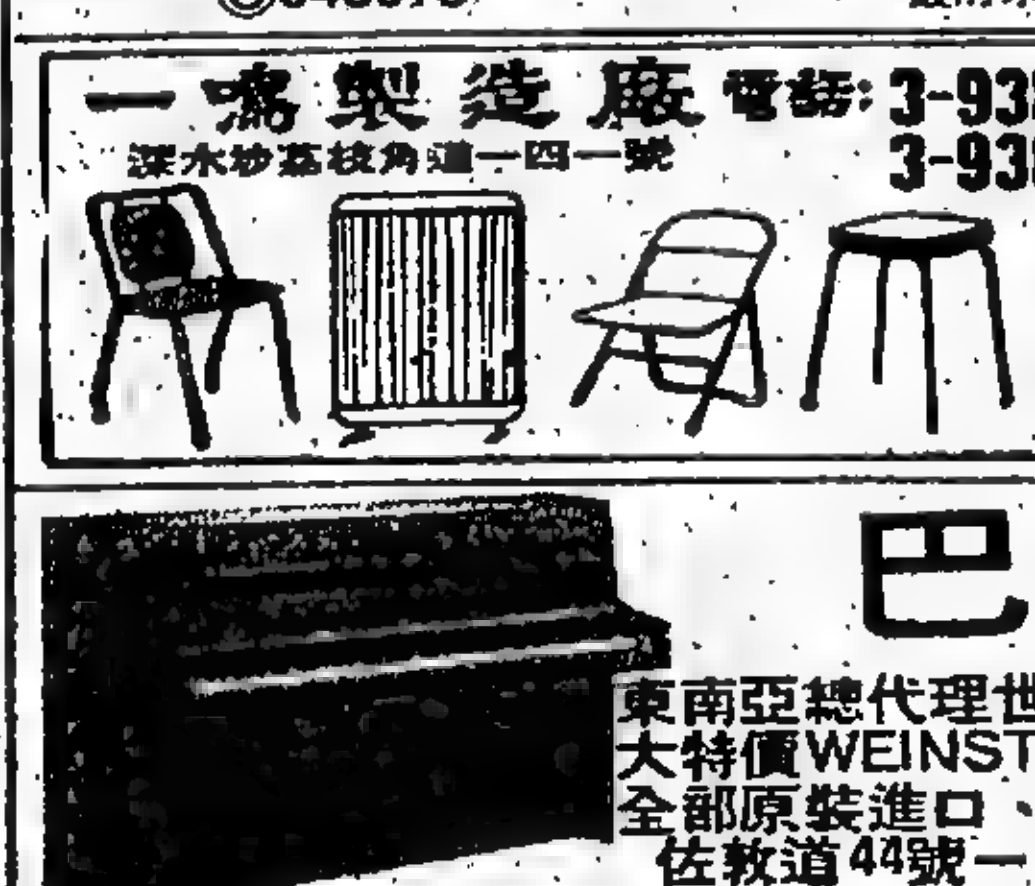 一鳴製造廠 電話: 3-93
3-93
深水埗荔枝角道一四一號
巴
東南亞總代理世
大特價WEINST
全部原裝進口、
佐敦道44號一